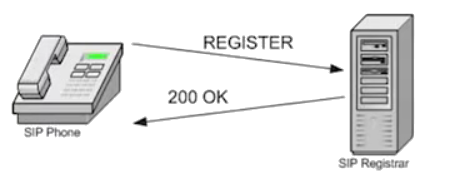 REGISTER
200 OK
SIP Phone
SIP Registrar